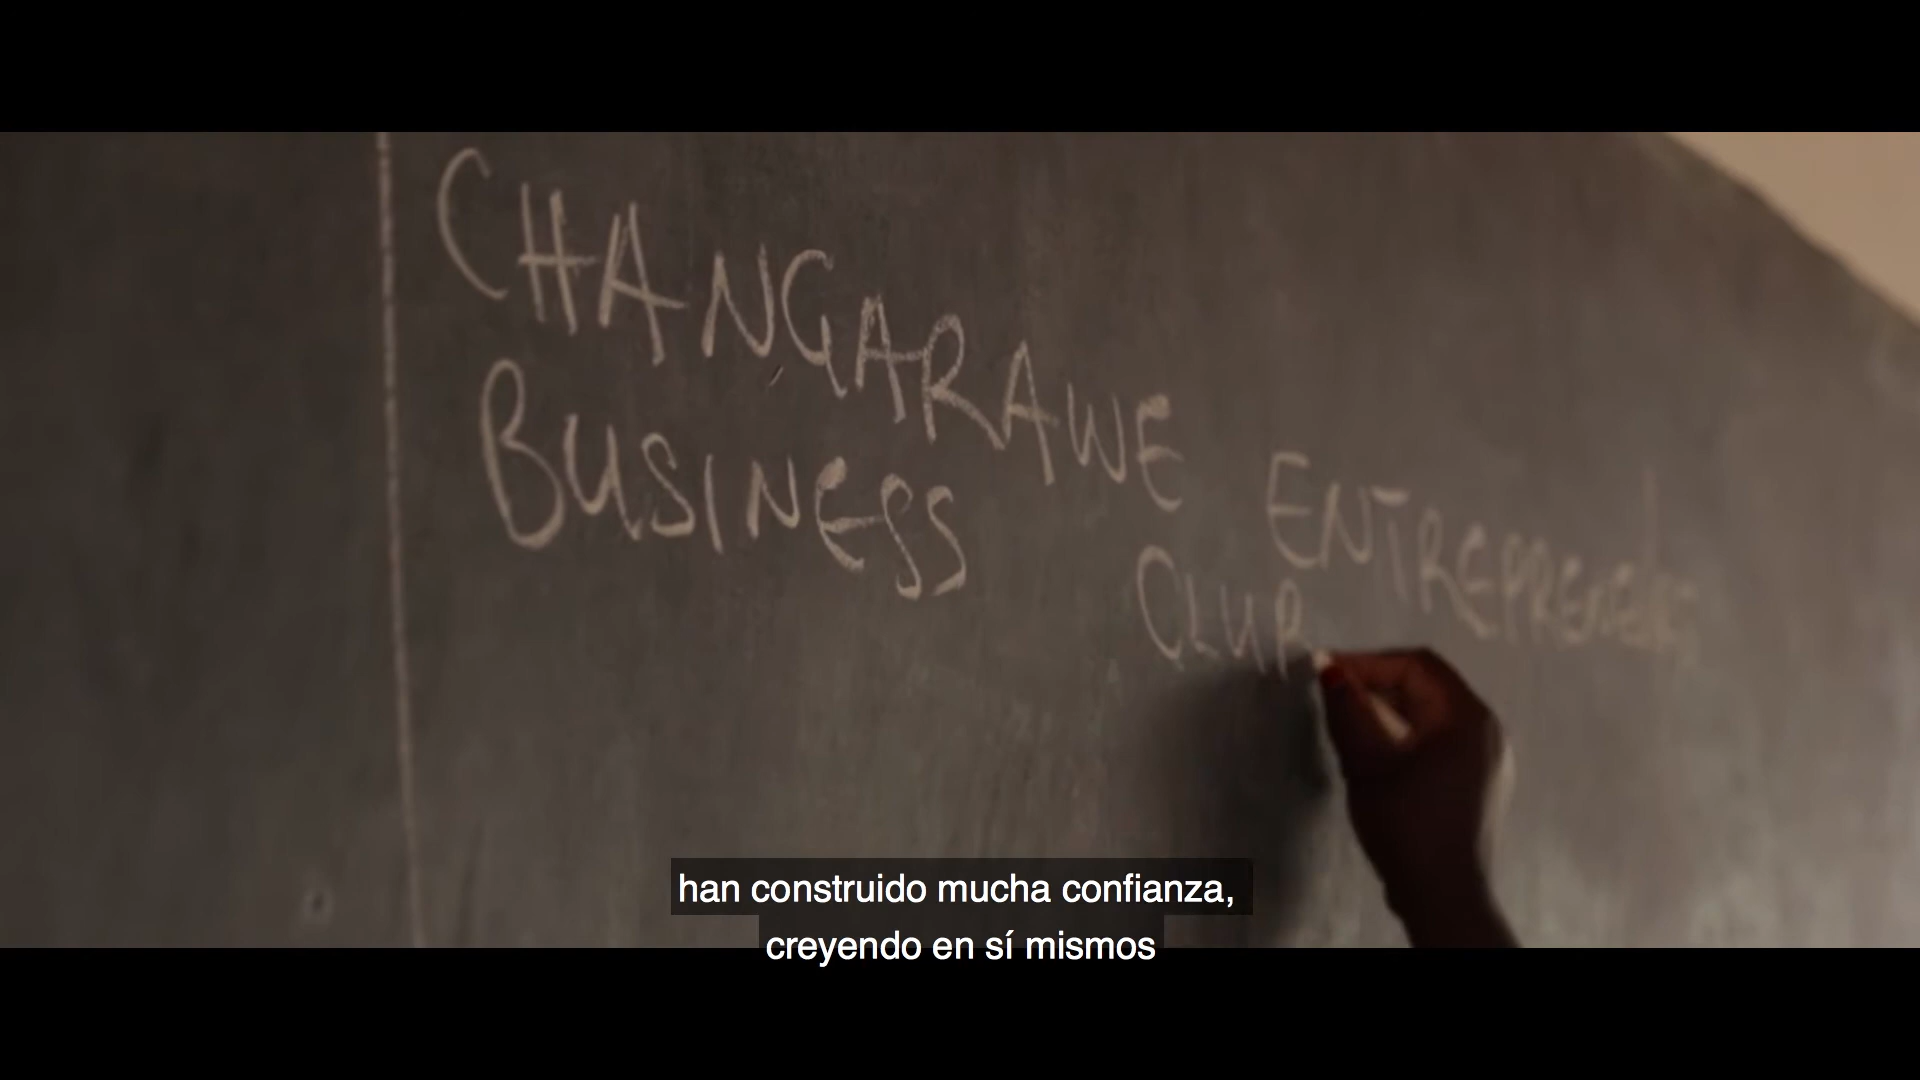 CHANGARAWE ENTREPRENEURS
BUSINESS CLUB
han construido mucha confianza,
creyendo en sí mismos